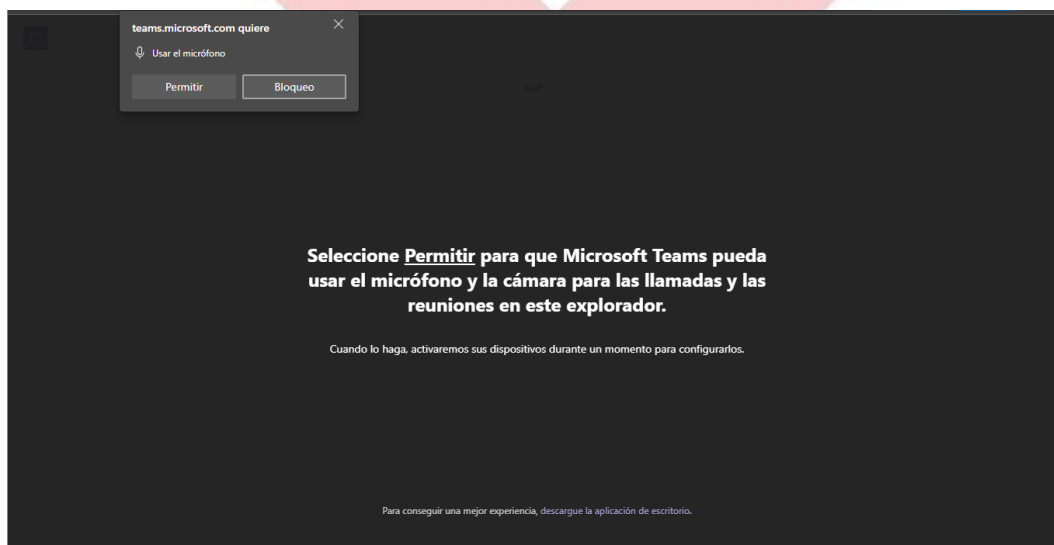 teams.microsoft.com quiere
Usar el micrófono
Permitir
Bloqueo
Seleccione Permitir para que Microsoft Teams pueda
usar el micrófono y la cámara para las llamadas y las
reuniones en este explorador.
Cuando lo haga, activaremos sus dispositivos durante un momento para configurarlos.
Para conseguir una mejor experiencia, descargue la aplicación de escritorio.